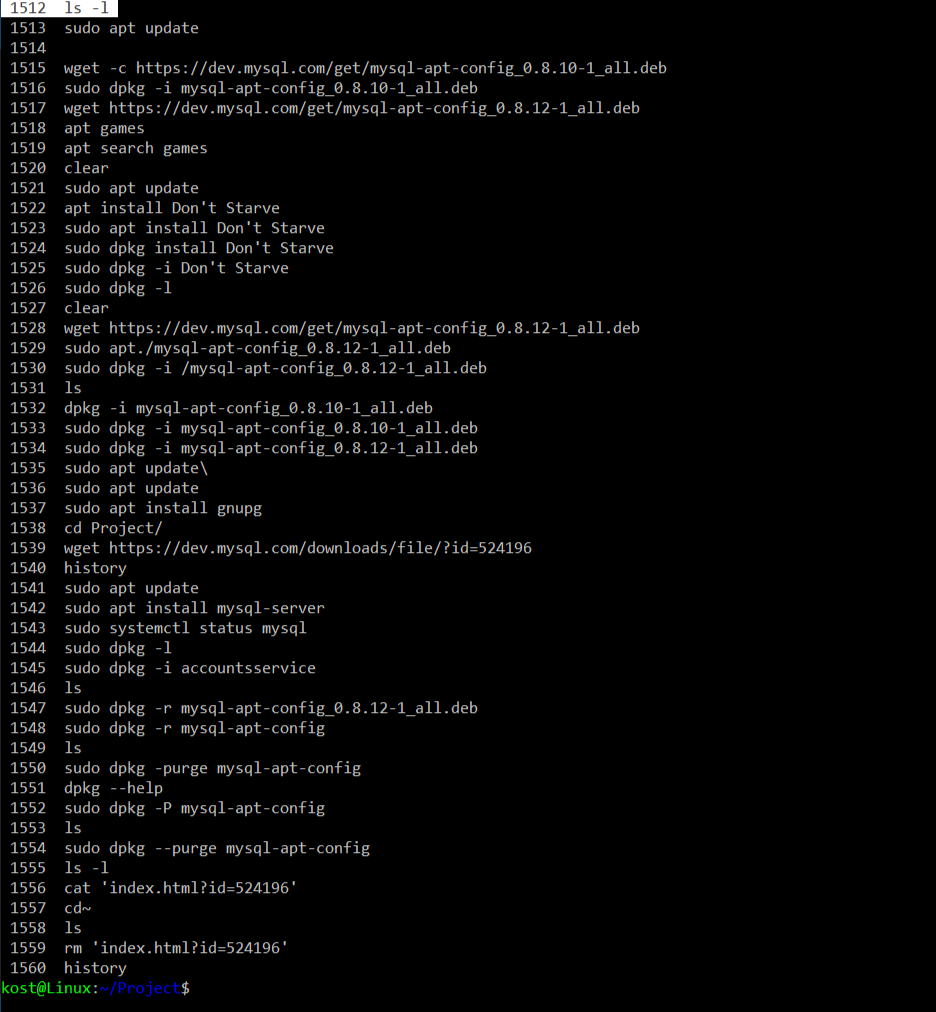 1512  ls -l
1513  sudo apt update
1514
1515  wget -c https://dev.mysql.com/get/mysql-apt-config_0.8.10-1_all.deb
1516  sudo dpkg -i mysql-apt-config_0.8.10-1_all.deb
1517  wget https://dev.mysql.com/get/mysql-apt-config_0.8.12-1_all.deb
1518  apt games
1519  apt search games
1520  clear
1521  sudo apt update
1522  apt install Don't Starve
1523  sudo apt install Don't Starve
1524  sudo dpkg install Don't Starve
1525  sudo dpkg -i Don't Starve
1526  sudo dpkg -l
1527  clear
1528  wget https://dev.mysql.com/get/mysql-apt-config_0.8.12-1_all.deb
1529  sudo apt./mysql-apt-config_0.8.12-1_all.deb
1530  sudo dpkg -i /mysql-apt-config_0.8.12-1_all.deb
1531  ls
1532  dpkg -i mysql-apt-config_0.8.10-1_all.deb
1533  sudo dpkg -i mysql-apt-config_0.8.10-1_all.deb
1534  sudo dpkg -i mysql-apt-config_0.8.12-1_all.deb
1535  sudo apt update\
1536  sudo apt update
1537  sudo apt install gnupg
1538  cd Project/
1539  wget https://dev.mysql.com/downloads/file/?id=524196
1540  history
1541  sudo apt update
1542  sudo apt install mysql-server
1543  sudo systemctl status mysql
1544  sudo dpkg -l
1545  sudo dpkg -i accountsservice
1546  ls
1547  sudo dpkg -r mysql-apt-config_0.8.12-1_all.deb
1548  sudo dpkg -r mysql-apt-config
1549  ls
1550  sudo dpkg -purge mysql-apt-config
1551  dpkg --help
1552  sudo dpkg -P mysql-apt-config
1553  ls
1554  sudo dpkg --purge mysql-apt-config
1555  ls -l
1556  cat 'index.html?id=524196'
1557  cd~
1558  ls
1559  rm 'index.html?id=524196'
1560  history
kost@Linux:~/Project$